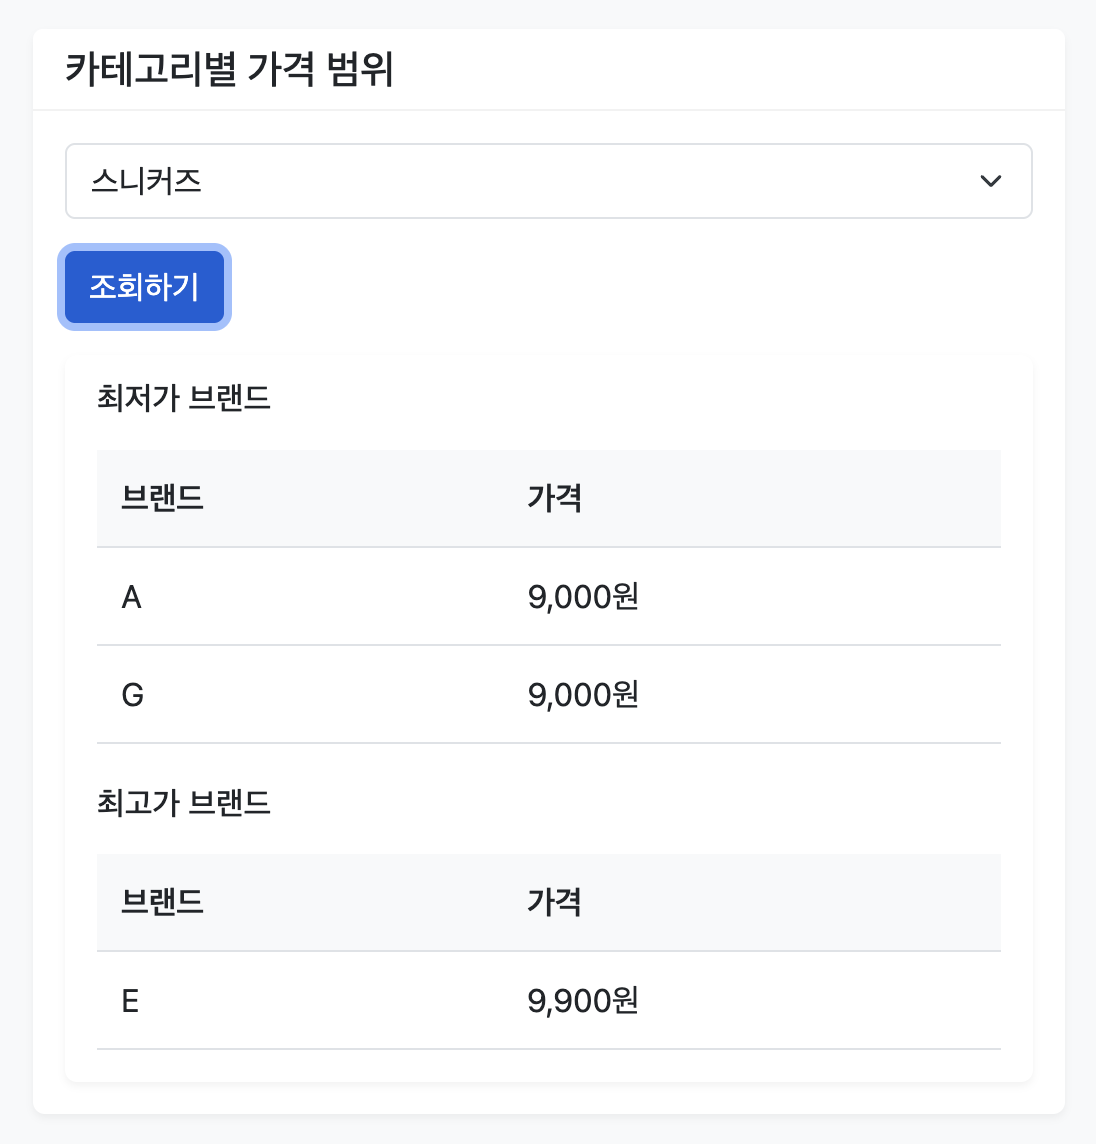 카테고리별 가격 범위
스니커즈
조회하기
최저가 브랜드
브랜드 가격
A 9,000원
G 9,000원
최고가 브랜드
브랜드 가격
E 9,900원